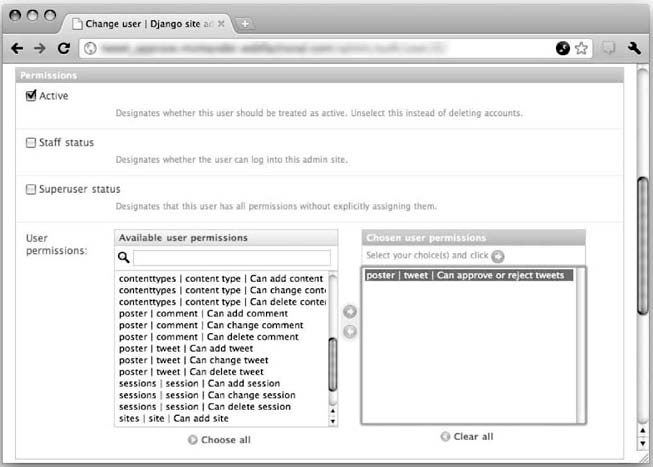 Change user | Django site ad
Permissions
Active
Designates whether this user should be treated as active. Unselect this instead of deleting accounts.
Staff status
Designates whether the user can log into this admin site.
Superuser status
Designates that this user has all permissions without explicitly assigning them.
User
permissions:
Available user permissions
contenttypes | content type | Can add content
contenttypes | content type | Can change conte
contenttypes | content type | Can delete conten
poster | comment | Can add comment
poster | comment | Can change comment
poster | comment | Can delete comment
poster | tweet | Can add tweet
poster | tweet | Can change tweet
poster | tweet | Can delete tweet
sessions | session | Can add session
sessions | session | Can change session
sessions | session | Can delete session
sites | site | Can add site
Choose all
Chosen user permissions
Select your choice(s) and click
poster | tweet | Can approve or reject tweets
Clear all